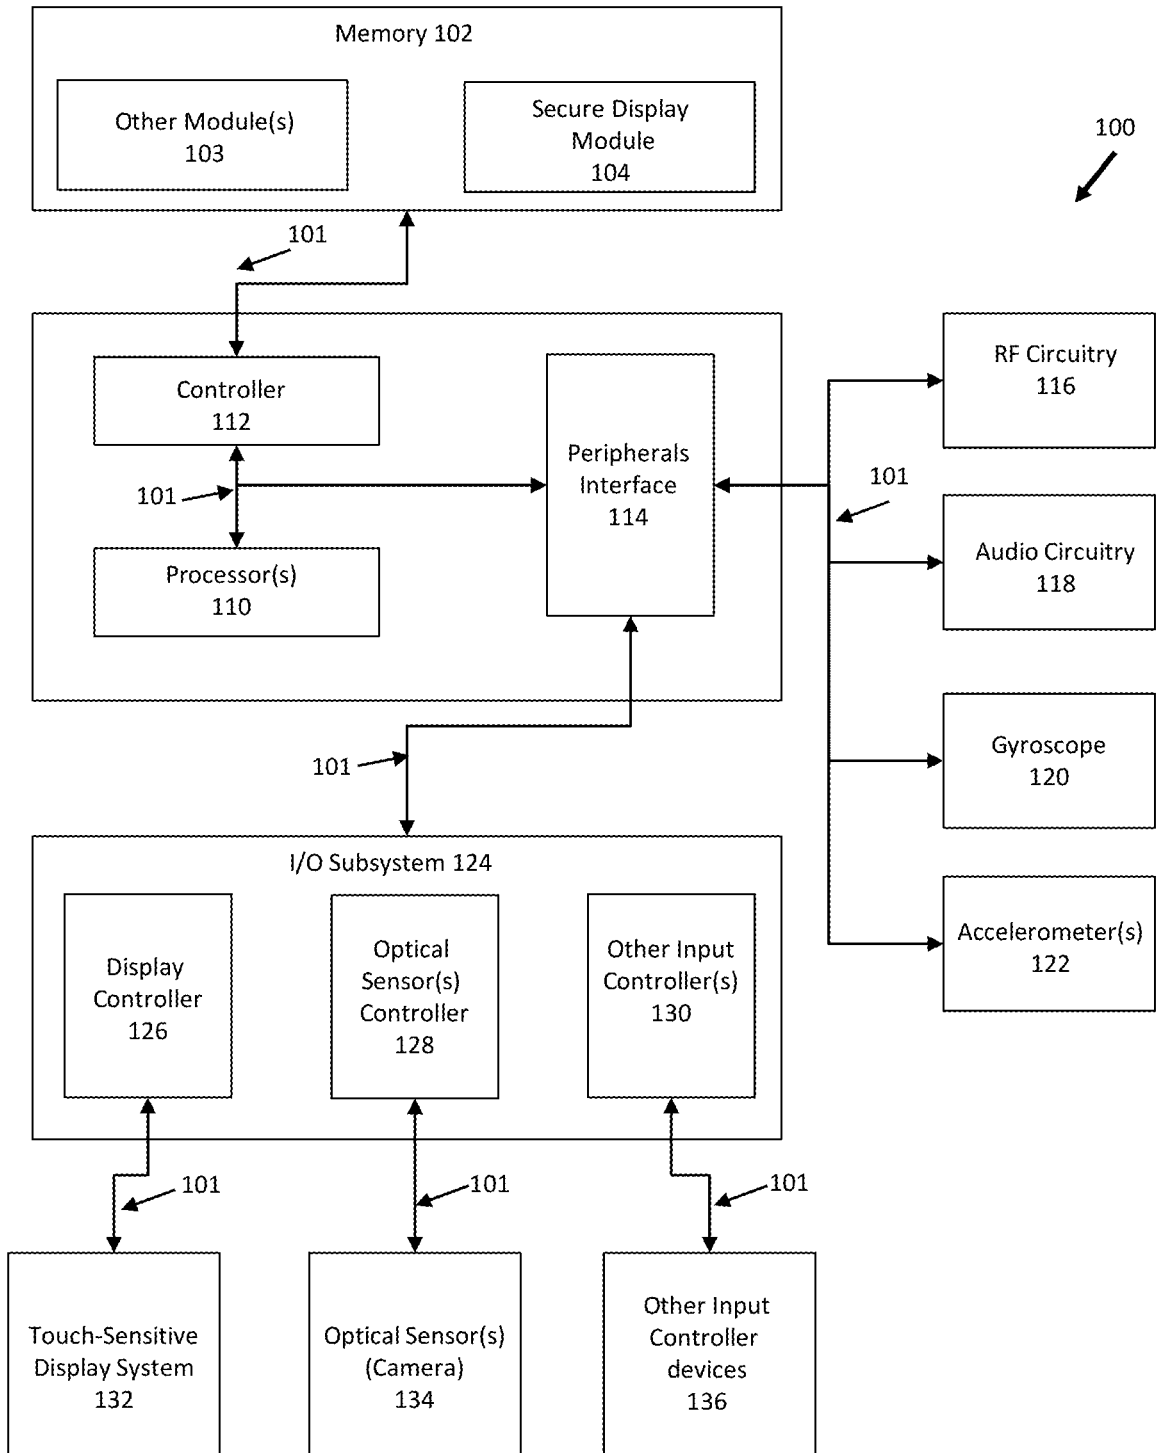 Memory 102
Other Module(s)
103
Secure Display
Module
104
100
101
Controller
112
101
Processor(s)
110
Peripherals
Interface
114
101
RF Circuitry
116
Audio Circuitry
118
Gyroscope
120
Accelerometer(s)
122
101
I/O Subsystem 124
Display
Controller
126
Optical
Sensor(s)
Controller
128
Other Input
Controller(s)
130
101
101
101
Touch-Sensitive
Display System
132
Optical Sensor(s)
(Camera)
134
Other Input
Controller
devices
136